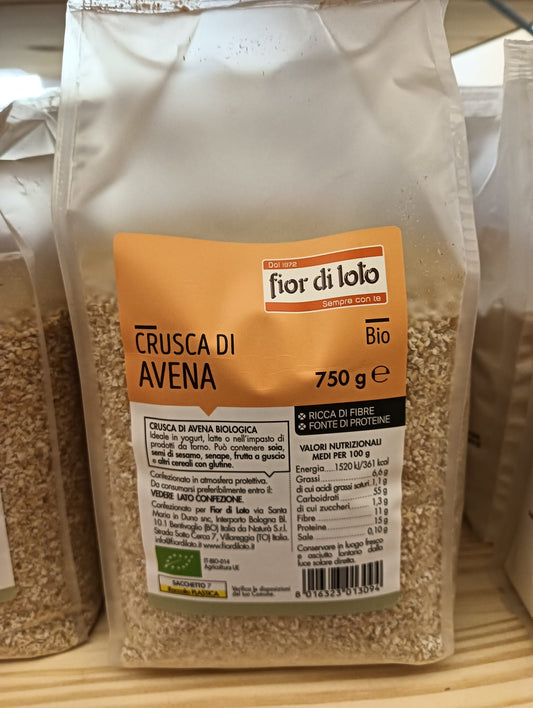 Dal 1972
fior di loto
Sempre con te
CRUSCA DI
AVENA
Bio
750 g e
RICCA DI FIBRE
FONTE DI PROTEINE
CRUSCA DI AVENA BIOLOGICA
Ideale in yogurt, latte o nell'impasto di
prodotti da forno. Può contenere soia,
semi di sesamo, senape, frutta a guscio
e altri cereali con glutine.
Confezionato in atmosfera protettiva.
Da consumarsi preferibilmente entro il:
VEDERE LATO CONFEZIONE.
Confezionato per Fior di Loto via Santa
Maria in Duno snc, Interporto Bologna Bl.
10.1 Bentivoglio (BO) Italia da Naturò S.r.l.
Strada Sotto Cerca 7, Villareggia (TO) Italia.
info@fiordiloto.it - www.fiordiloto.it
IT-BIO-014
Agricoltura UE
SACCHETTO 7
Raccolta PLASTICA
Verifica le disposizioni
del tuo Comune.
VALORI NUTRIZIONALI
MEDI PER 100 g
Energia 1520 kJ/361 kcal
Grassi 6,6 g
di cui acidi grassi saturi 1,1 g
Carboidrati 55 g
di cui zuccheri 1,3 g
Fibre 11 g
Proteine 15 g
Sale 0,10 g
Conservare in luogo fresco
e asciutto, lontano dalla
luce solare diretta.
8 016323 013094